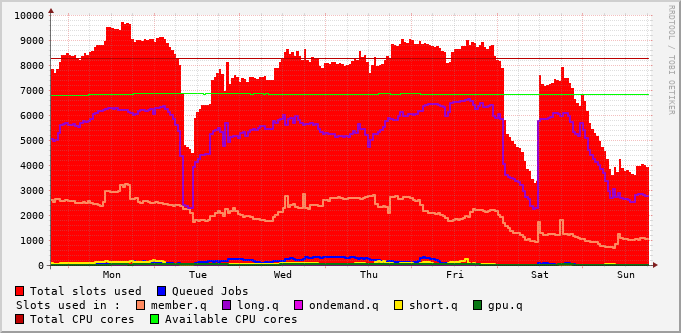 10000
9000
8000
7000
6000
5000
4000
3000
2000
1000
0
Mon Tue Wed Thu Fri Sat Sun
RRDTOOL / TOBI OETIKER
Total slots used Queued Jobs
Slots used in : member.q long.q ondemand.q short.q gpu.q
Total CPU cores Available CPU cores